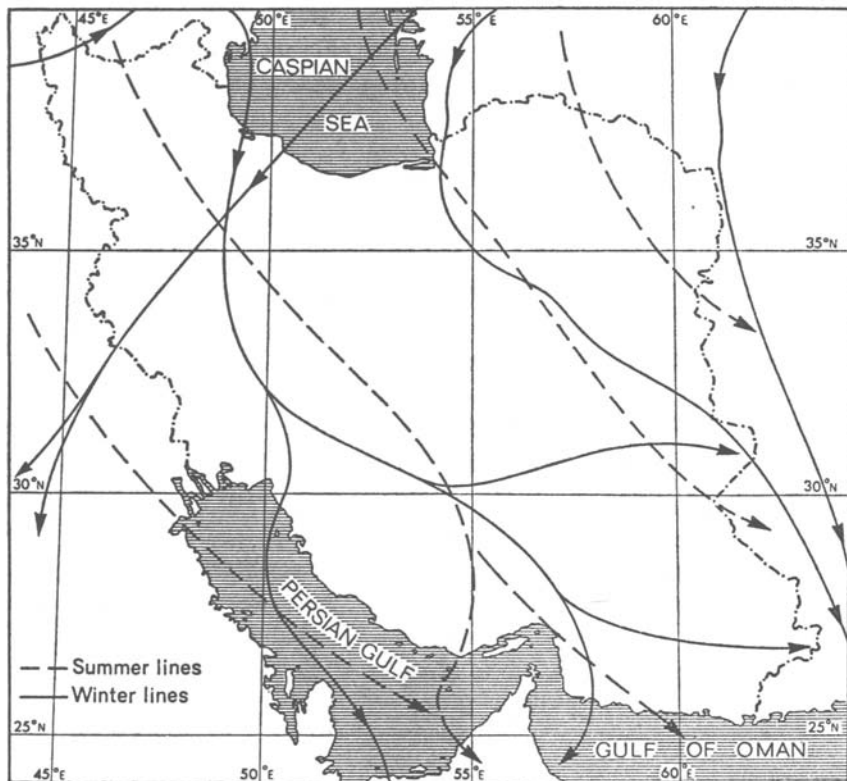 45°E
50°E
55°E
60°E
CASPIAN
SEA
35°N
35°N
30°N
30°N
PERSIAN GULF
Summer lines
Winter lines
25°N
25°N
GULF OF OMAN
45°E
50°E
55°E
60°E